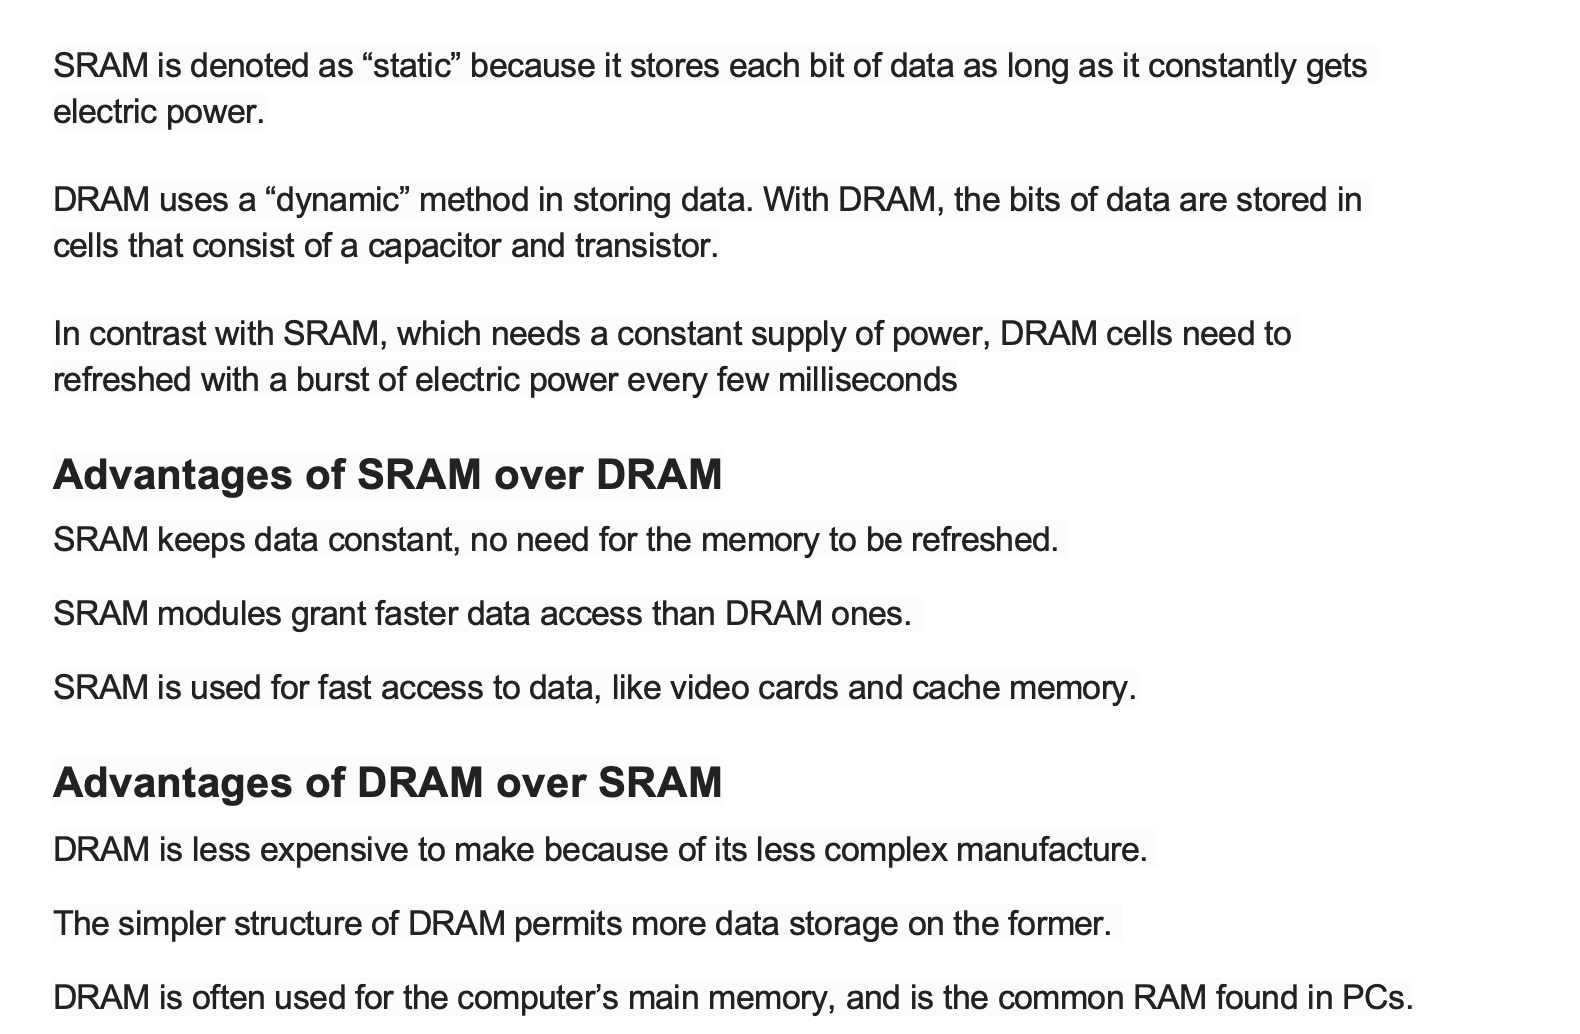 SRAM is denoted as “static” because it stores each bit of data as long as it constantly gets
electric power.
DRAM uses a “dynamic” method in storing data. With DRAM, the bits of data are stored in
cells that consist of a capacitor and transistor.
In contrast with SRAM, which needs a constant supply of power, DRAM cells need to
refreshed with a burst of electric power every few milliseconds
Advantages of SRAM over DRAM
SRAM keeps data constant, no need for the memory to be refreshed.
SRAM modules grant faster data access than DRAM ones.
SRAM is used for fast access to data, like video cards and cache memory.
Advantages of DRAM over SRAM
DRAM is less expensive to make because of its less complex manufacture.
The simpler structure of DRAM permits more data storage on the former.
DRAM is often used for the computer’s main memory, and is the common RAM found in PCs.